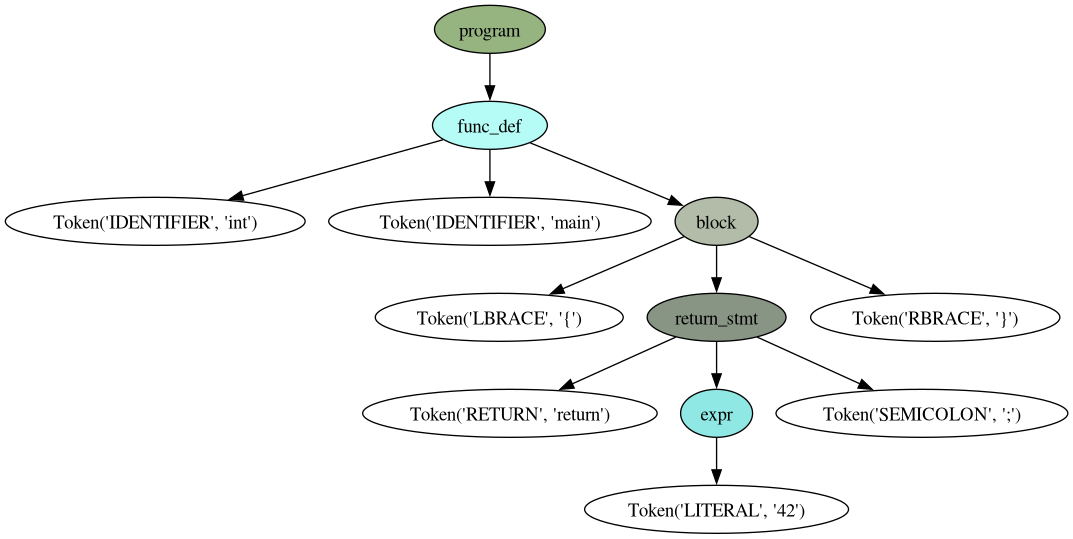 program
func_def
Token('IDENTIFIER', 'int')
Token('IDENTIFIER', 'main')
block
Token('LBRACE', '{')
return_stmt
Token('RBRACE', '}')
Token('RETURN', 'return')
expr
Token('SEMICOLON', ';')
Token('LITERAL', '42')